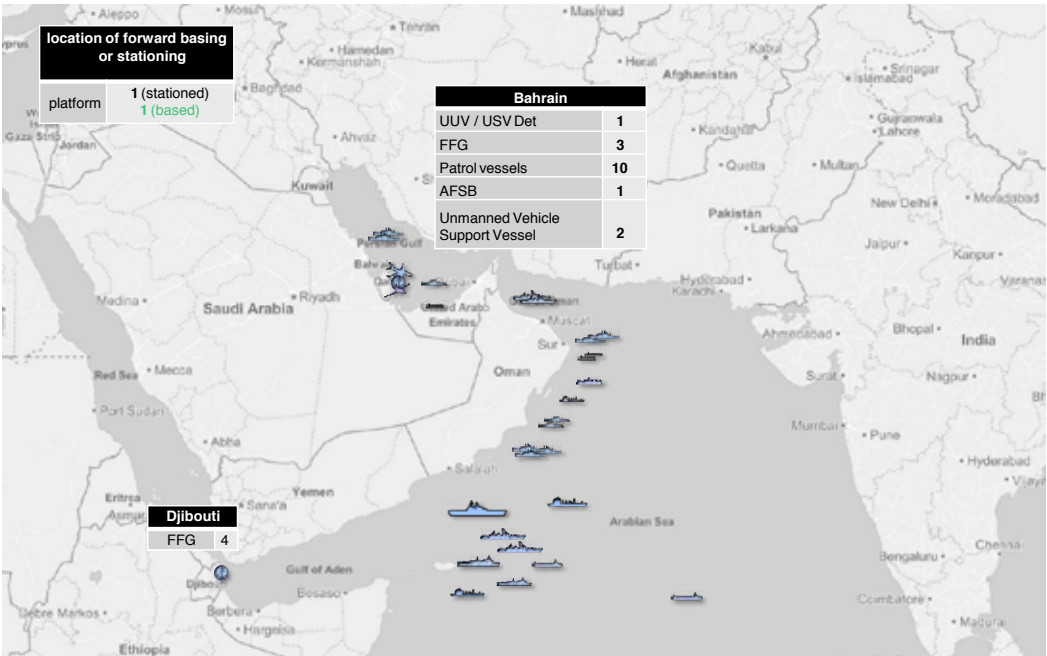 Aleppo
Mosul
Tehran
Mashhad
location of forward basing
or stationing
Hamedan
Kermanshah
Herat
Kabul
Afghanistan
Srinagar
Islamabad
platform
1 (stationed)
1 (based)
Baghdad
Gaza Strip
Jordan
Ahvaz
Kuwait
Bahrain
UUV / USV Det 1
FFG 3
Patrol vessels 10
AFSB 1
Unmanned Vehicle
Support Vessel 2
Kandahar
Gujranwala
Lahore
Quetta
Multan
New Delhi
Moradabad
Pakistan
Larkana
Jaipur
Kanpur
Persian Gulf
Turbat
Hyderabad
Karachi
Medina
Riyadh
Saudi Arabia
Emirates
Muscat
Sur
Oman
Ahmedabad
Bhopal
India
Red Sea
Mecca
Surat
Nagpur
Port Sudan
Abha
Mumbai
Pune
Salalah
Hyderabad
Eritrea
Yemen
Sana'a
Arabian Sea
Djibouti
FFG 4
Gulf of Aden
Bosaso
Bengaluru
Chennai
Debre Markos
Berbera
Hargeisa
Coimbatore
Madurai
Ethiopia